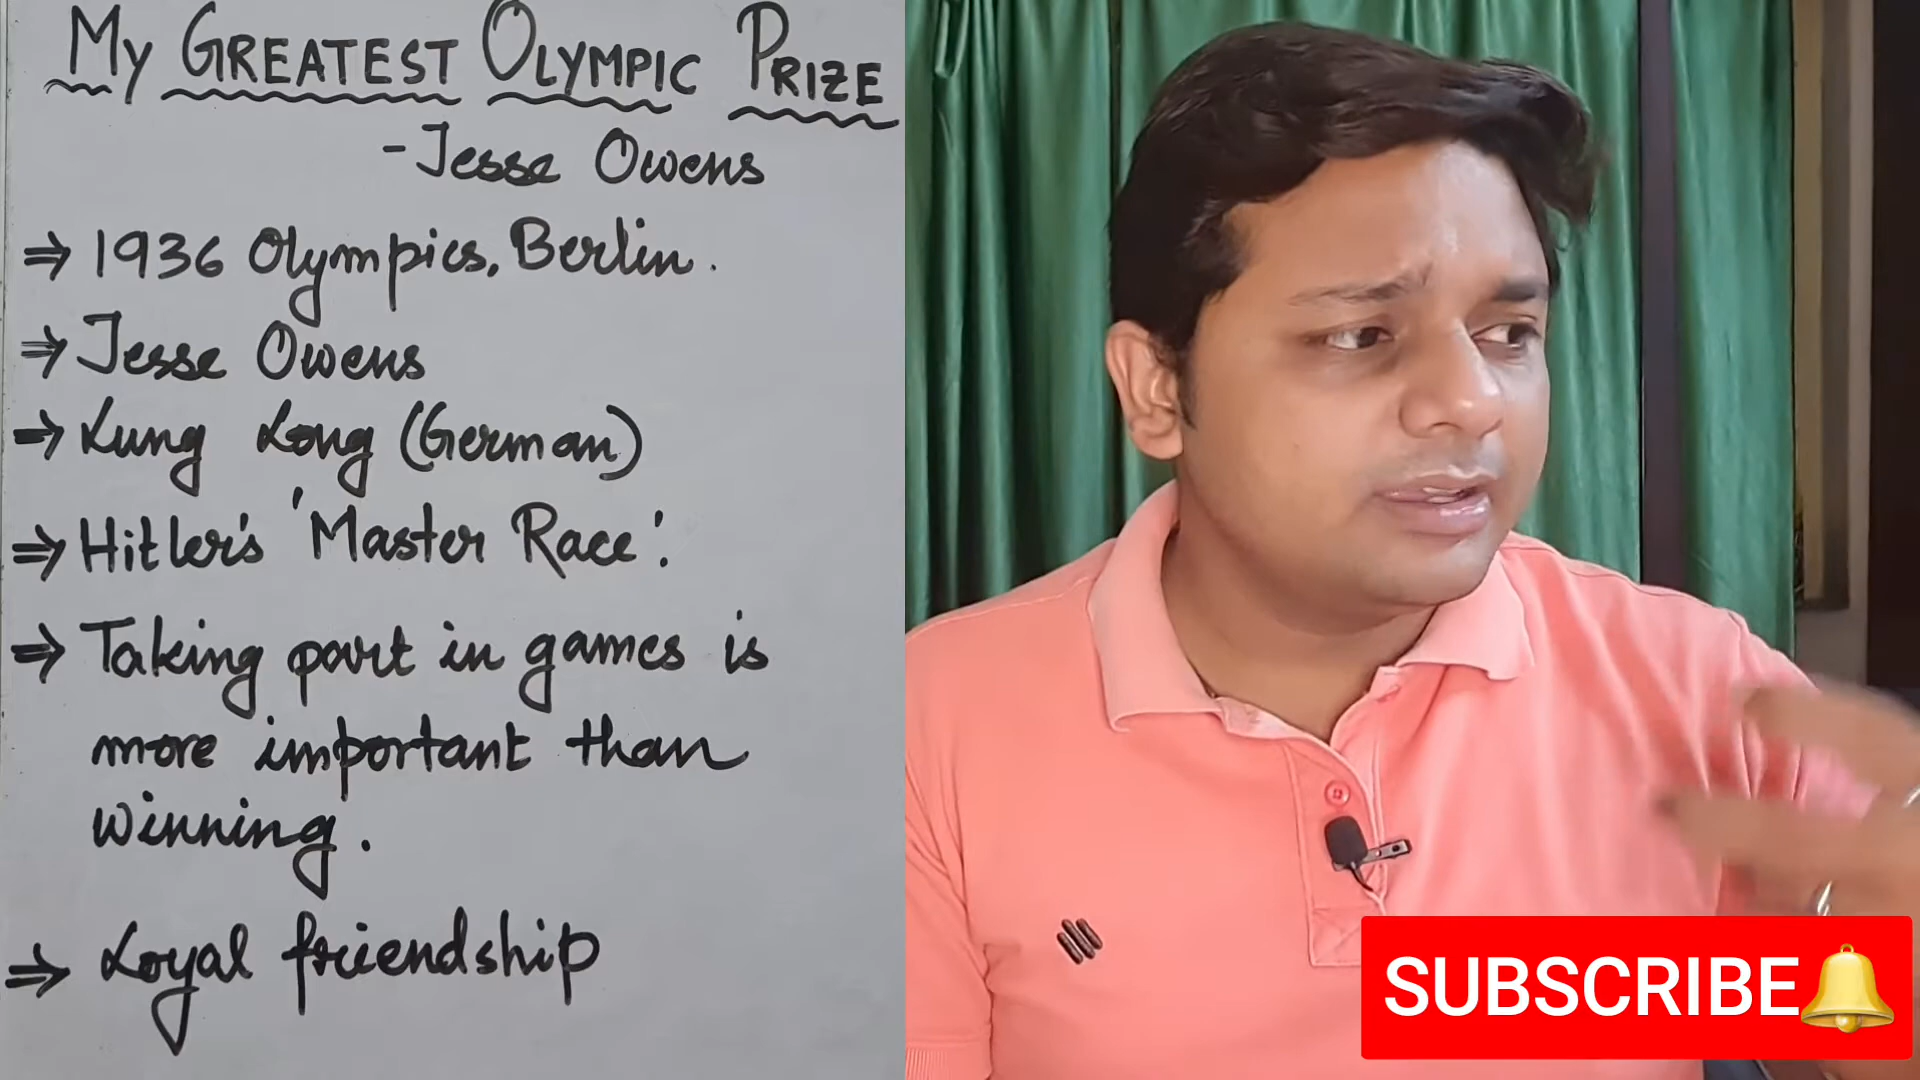 My GREATEST OLYMPIC PRIZE
- Jesse Owens
⇒ 1936 Olympics, Berlin.
⇒ Jesse Owens
⇒ Lung Long (German)
⇒ Hitler's 'Master Race'.
⇒ Taking part in games is
more important than
winning.
⇒ Loyal friendship
SUBSCRIBE